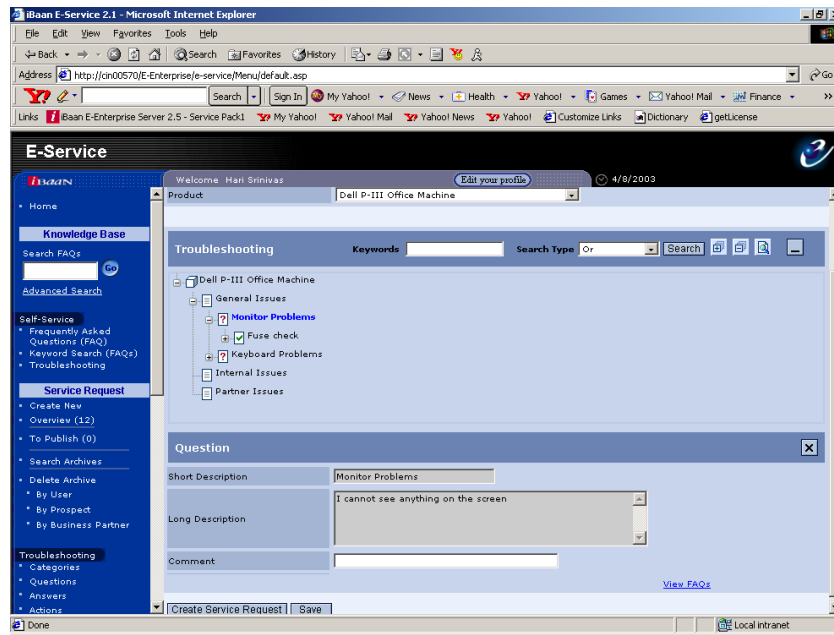 iBaan E-Service 2.1 - Microsoft Internet Explorer
File Edit View Favorites Tools Help
Back Search Favorites History
Address http://cin00570/E-Enterprise/e-service/Menu/default.asp Go
Y! Search Sign In My Yahoo! News Health Yahoo! Games Yahoo! Mail Finance »
Links iBaan E-Enterprise Server 2.5 - Service Pack1 My Yahoo! Yahoo! Mail Yahoo! News Yahoo! Customize Links Dictionary getLicense
E-Service
iBaan Welcome Hari Srinivas Edit your profile 4/8/2003
Product Dell P-III Office Machine
Home
Knowledge Base
Search FAQs
Go
Advanced Search
Self-Service
Frequently Asked
Questions (FAQ)
Keyword Search (FAQs)
Troubleshooting
Service Request
Create New
Overview (12)
To Publish (0)
Search Archives
Delete Archive
By User
By Prospect
By Business Partner
Troubleshooting
Categories
Questions
Answers
Actions
Troubleshooting Keywords Search Type Or Search
Dell P-III Office Machine
General Issues
Monitor Problems
Fuse check
Keyboard Problems
Internal Issues
Partner Issues
Question
Short Description Monitor Problems
Long Description I cannot see anything on the screen
Comment
View FAQs
Create Service Request Save
Done Local intranet